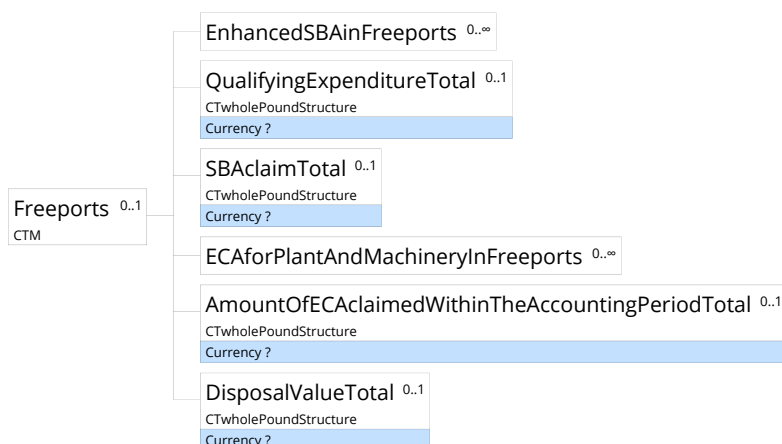 EnhancedSBAinFreeports 0..∞
QualifyingExpenditureTotal 0..1
CTwholePoundStructure
Currency ?
SBAclaimTotal 0..1
CTwholePoundStructure
Currency ?
Freeports 0..1
CTM
ECAforPlantAndMachineryInFreeports 0..∞
AmountOfECAclaimedWithinTheAccountingPeriodTotal 0..1
CTwholePoundStructure
Currency ?
DisposalValueTotal 0..1
CTwholePoundStructure
Currency ?